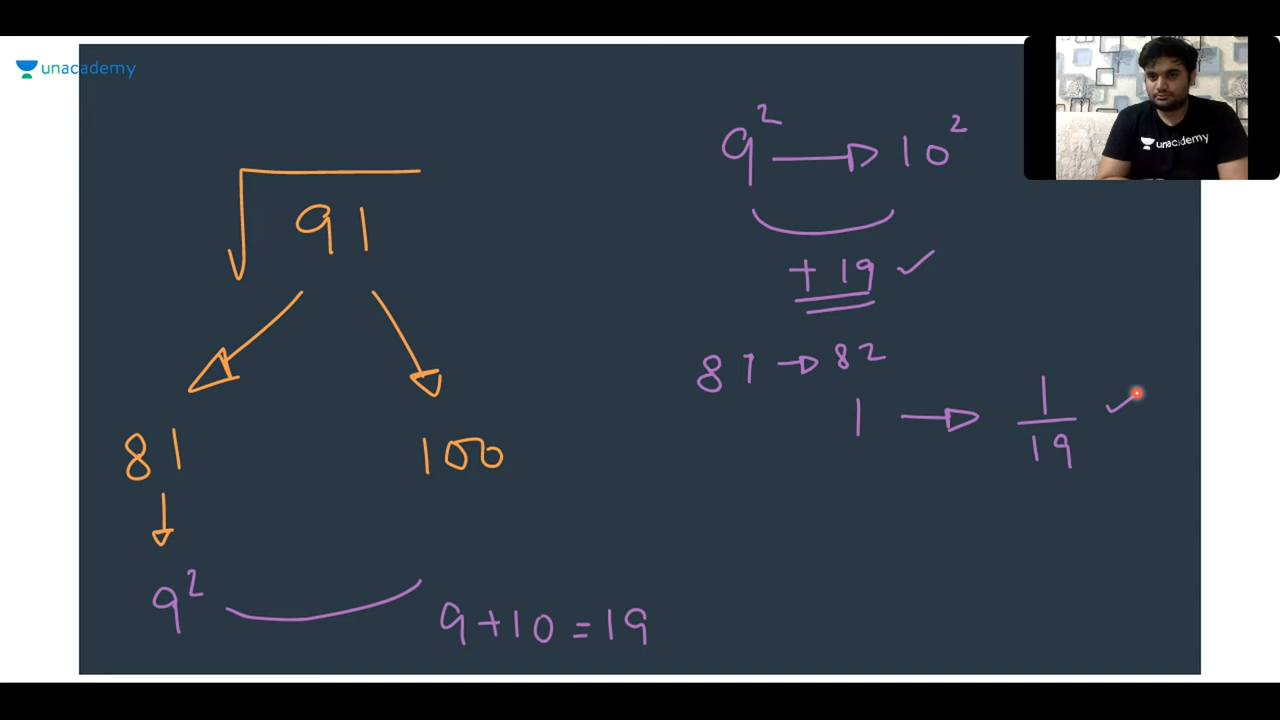 unacademy
unacademy
√91
81 100
9²
9+10=19
9² → 10²
+19 ✓
81 → 82
1 → 1/19 ✓